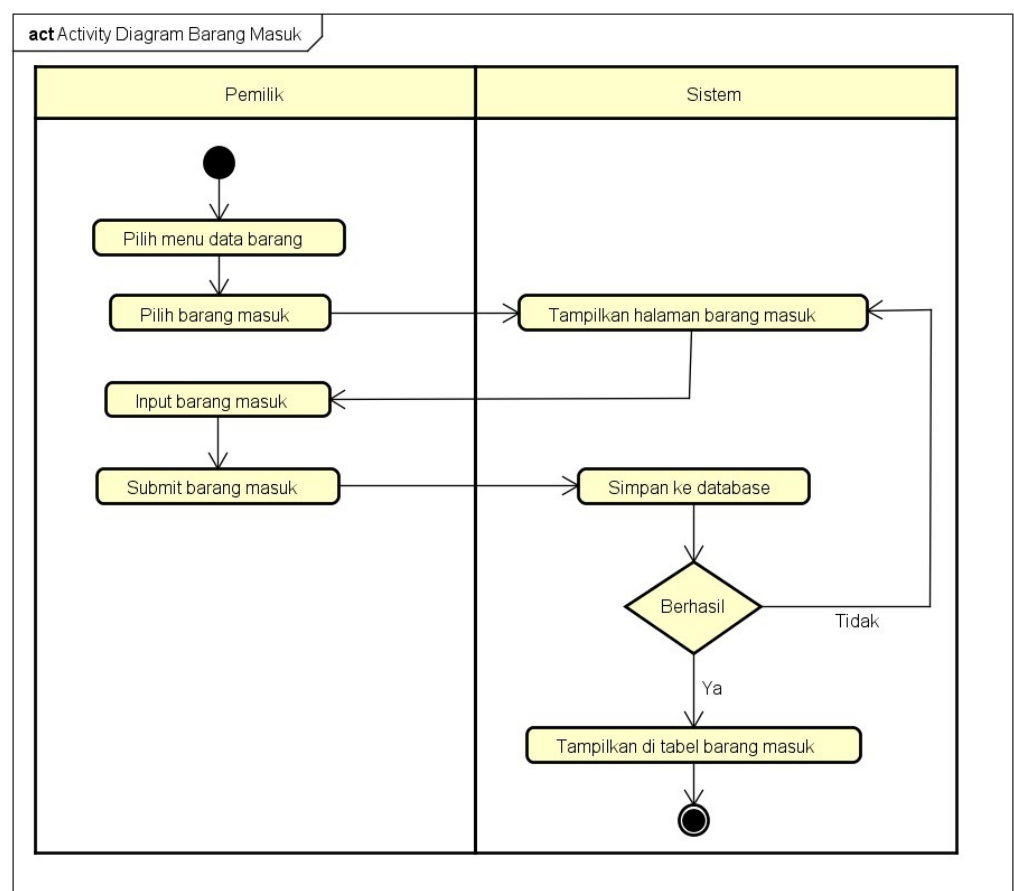 act Activity Diagram Barang Masuk
Pemilik
Sistem
Pilih menu data barang
Pilih barang masuk
Tampilkan halaman barang masuk
Input barang masuk
Submit barang masuk
Simpan ke database
Berhasil
Tidak
Ya
Tampilkan di tabel barang masuk